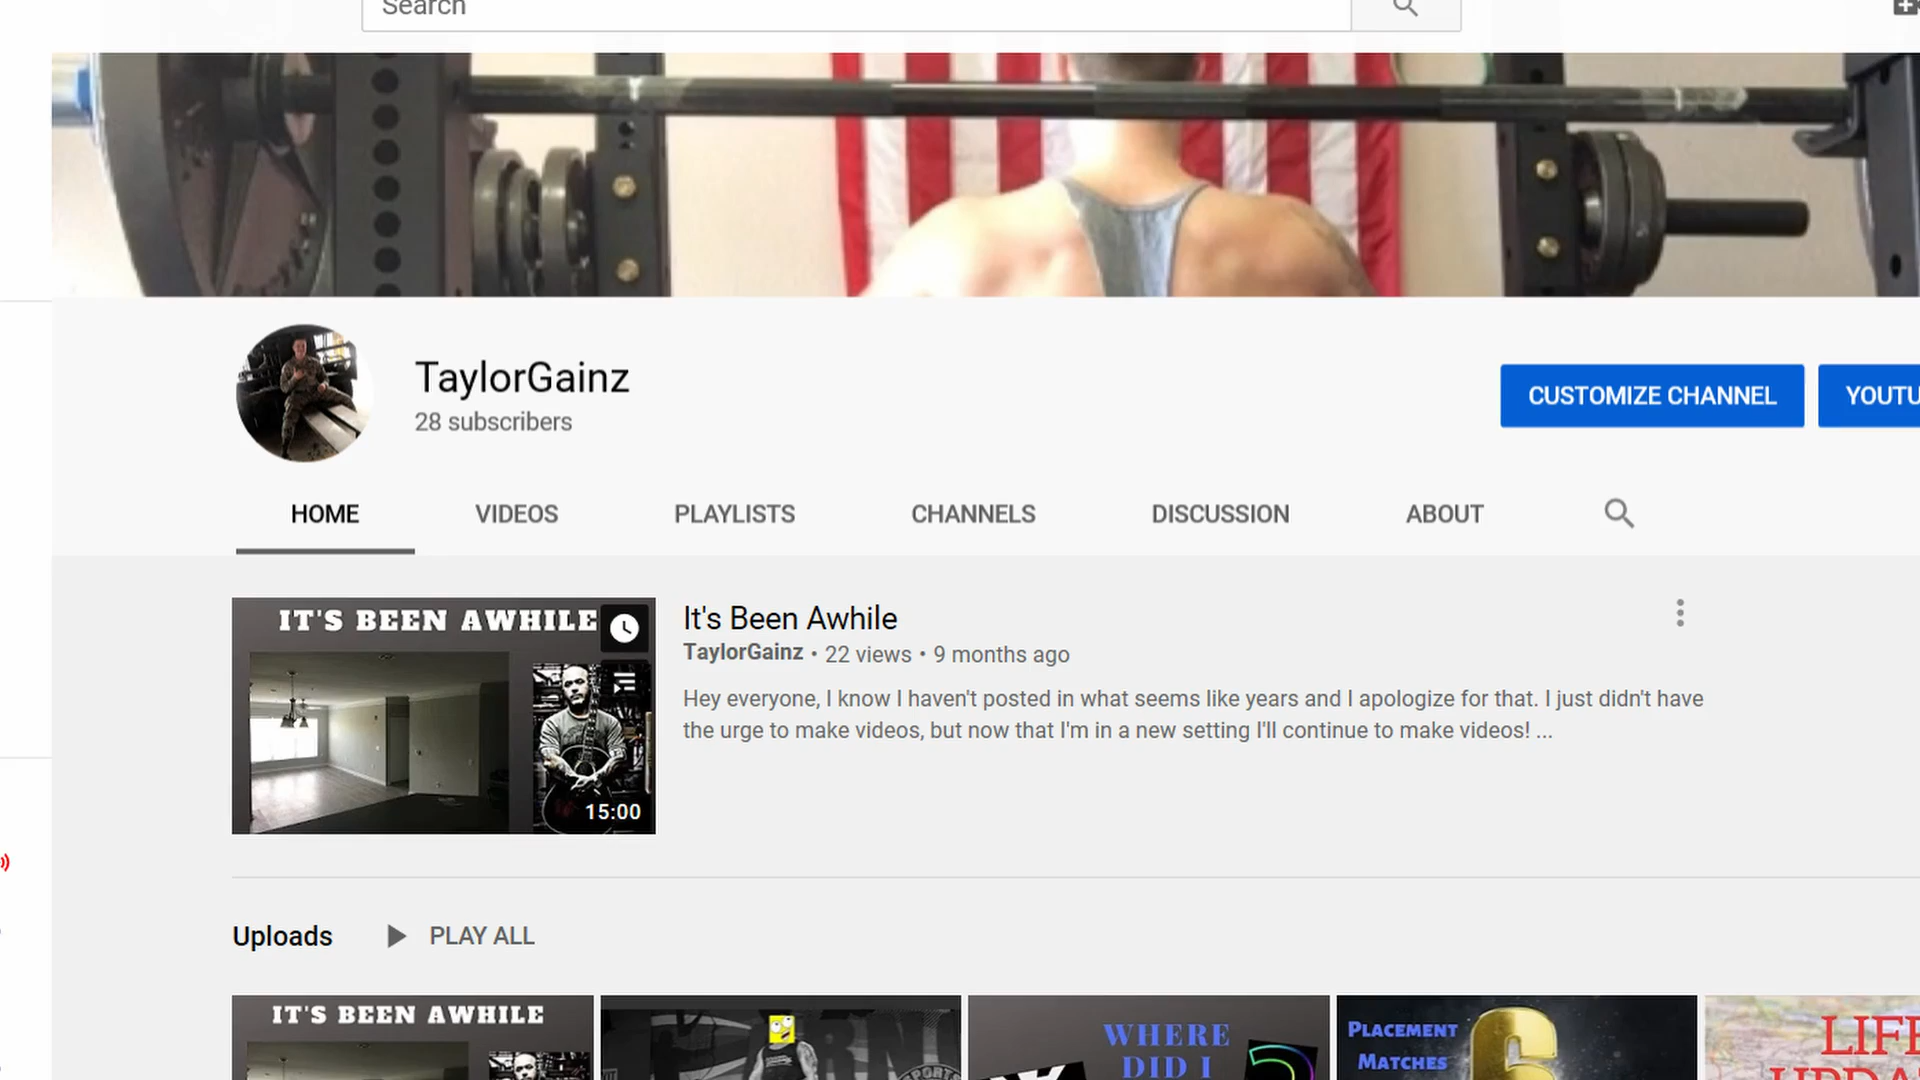 Search
TaylorGainz
28 subscribers
CUSTOMIZE CHANNEL
YOUTU
HOME
VIDEOS
PLAYLISTS
CHANNELS
DISCUSSION
ABOUT
IT'S BEEN AWHILE
15:00
It's Been Awhile
TaylorGainz • 22 views • 9 months ago
Hey everyone, I know I haven't posted in what seems like years and I apologize for that. I just didn't have
the urge to make videos, but now that I'm in a new setting I'll continue to make videos! ...
Uploads
PLAY ALL
IT'S BEEN AWHILE
WHERE
DID I
PLACEMENT
MATCHES
6
LIFE